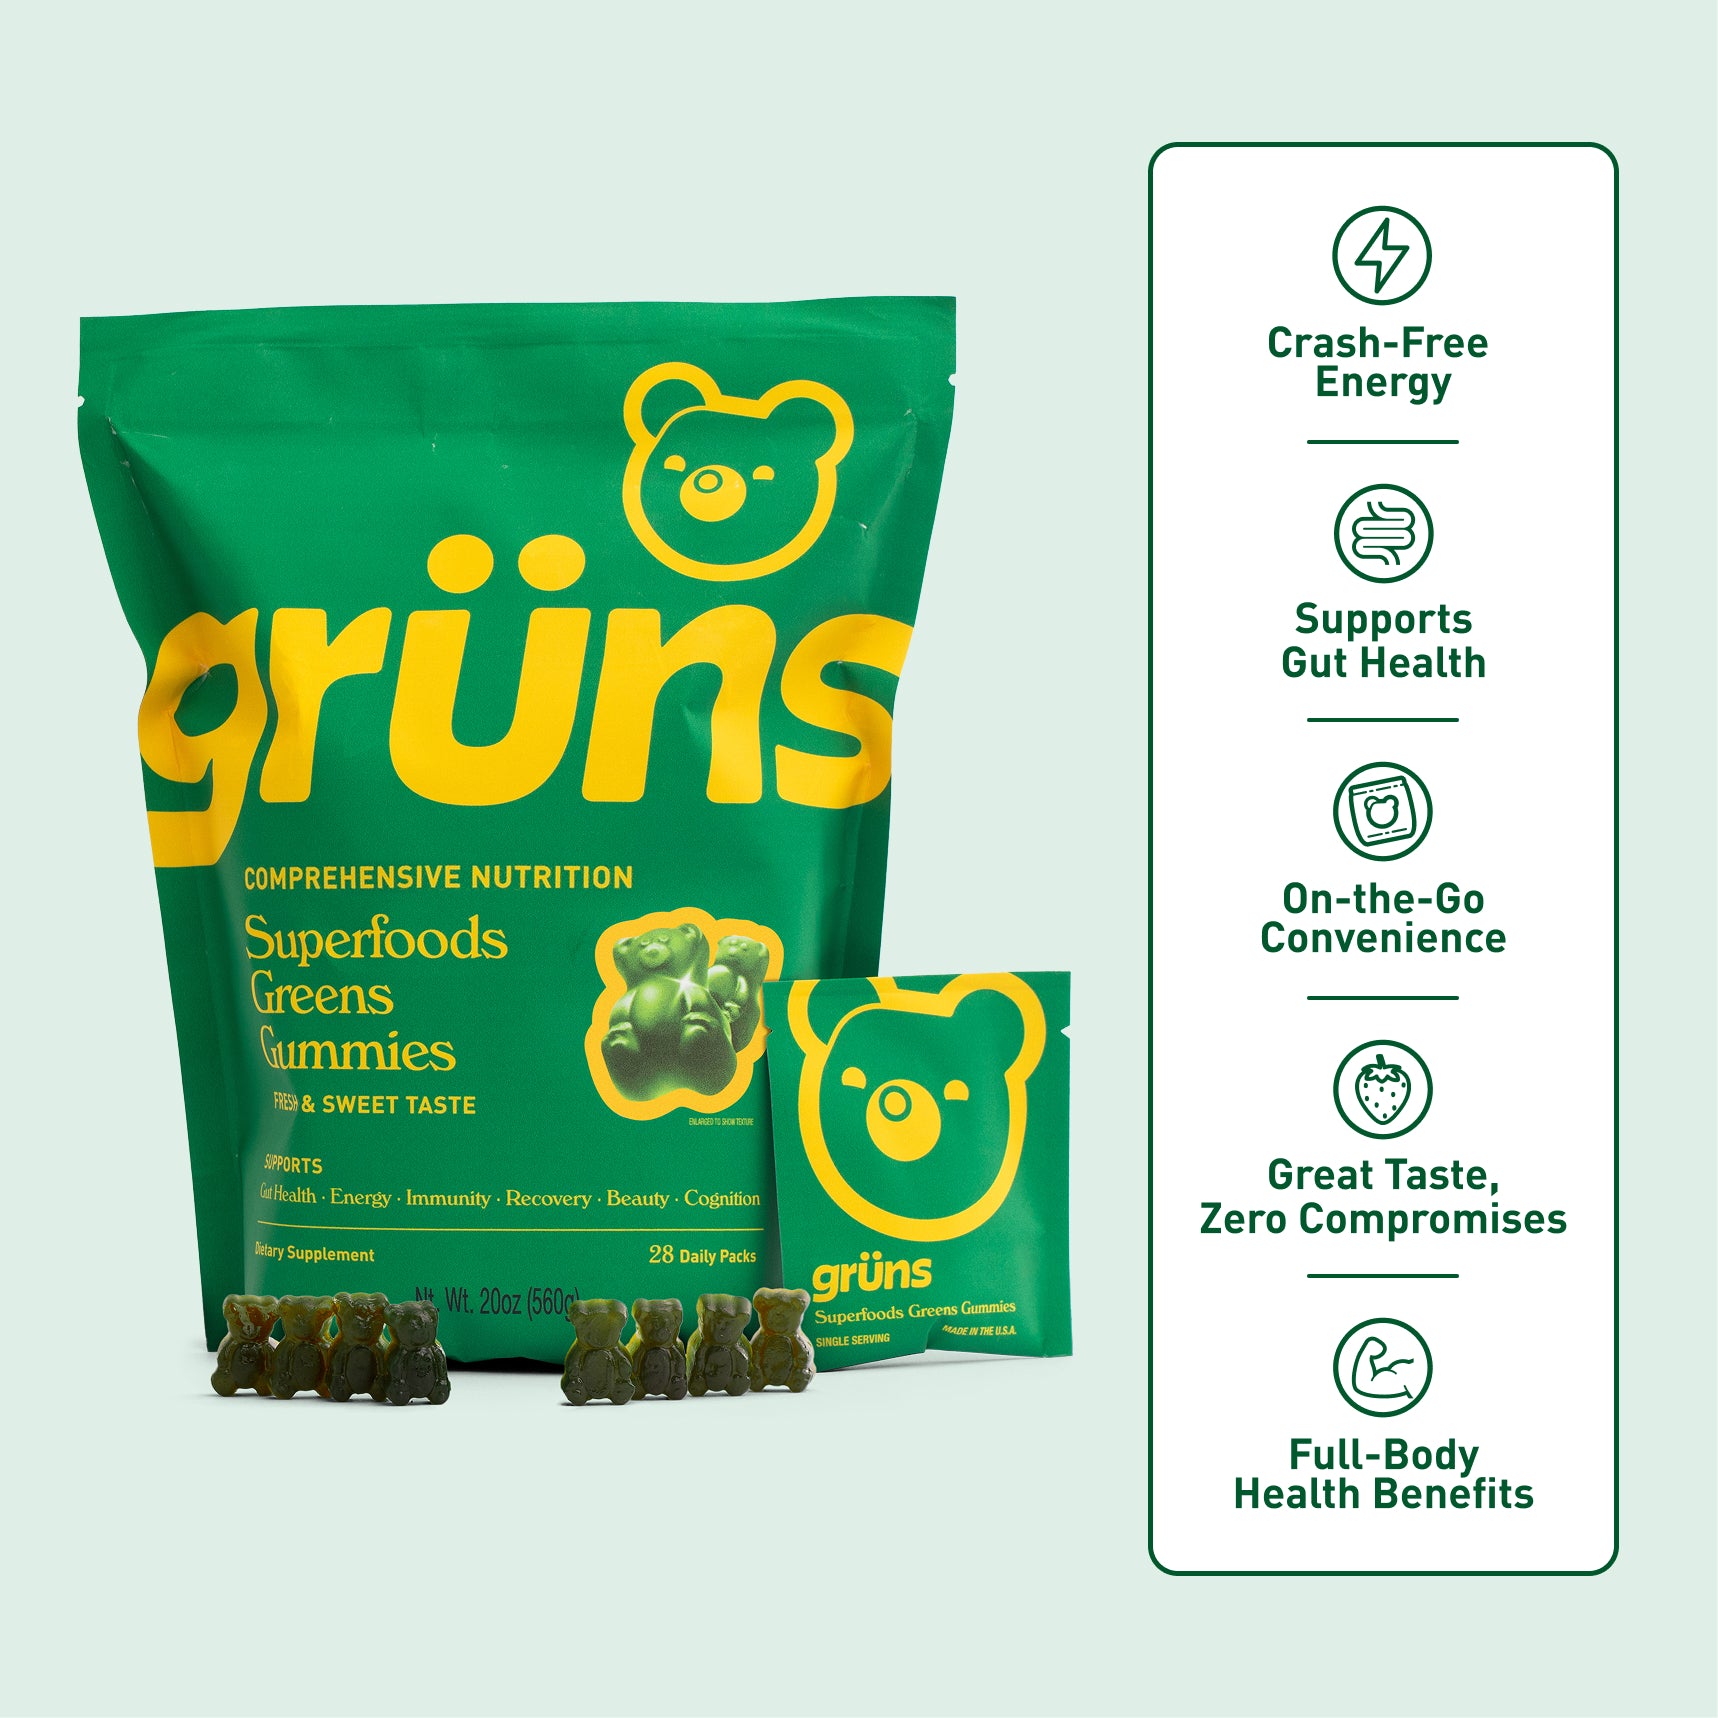 grüns
COMPREHENSIVE NUTRITION
Superfoods
Greens
Gummies
FRESH & SWEET TASTE
ENLARGED TO SHOW TEXTURE
SUPPORTS
Gut Health · Energy · Immunity · Recovery · Beauty · Cognition
Dietary Supplement
28 Daily Packs
Nt. Wt. 20oz (560g)
grüns
Superfoods Greens Gummies
SINGLE SERVING
MADE IN THE U.S.A.
Crash-Free
Energy
Supports
Gut Health
On-the-Go
Convenience
Great Taste,
Zero Compromises
Full-Body
Health Benefits